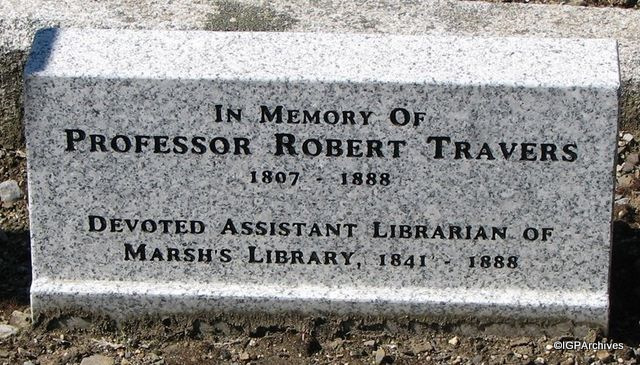 In Memory Of
Professor Robert Travers
1807 - 1888
Devoted Assistant Librarian of
Marsh's Library, 1841 - 1888
©IGPArchives